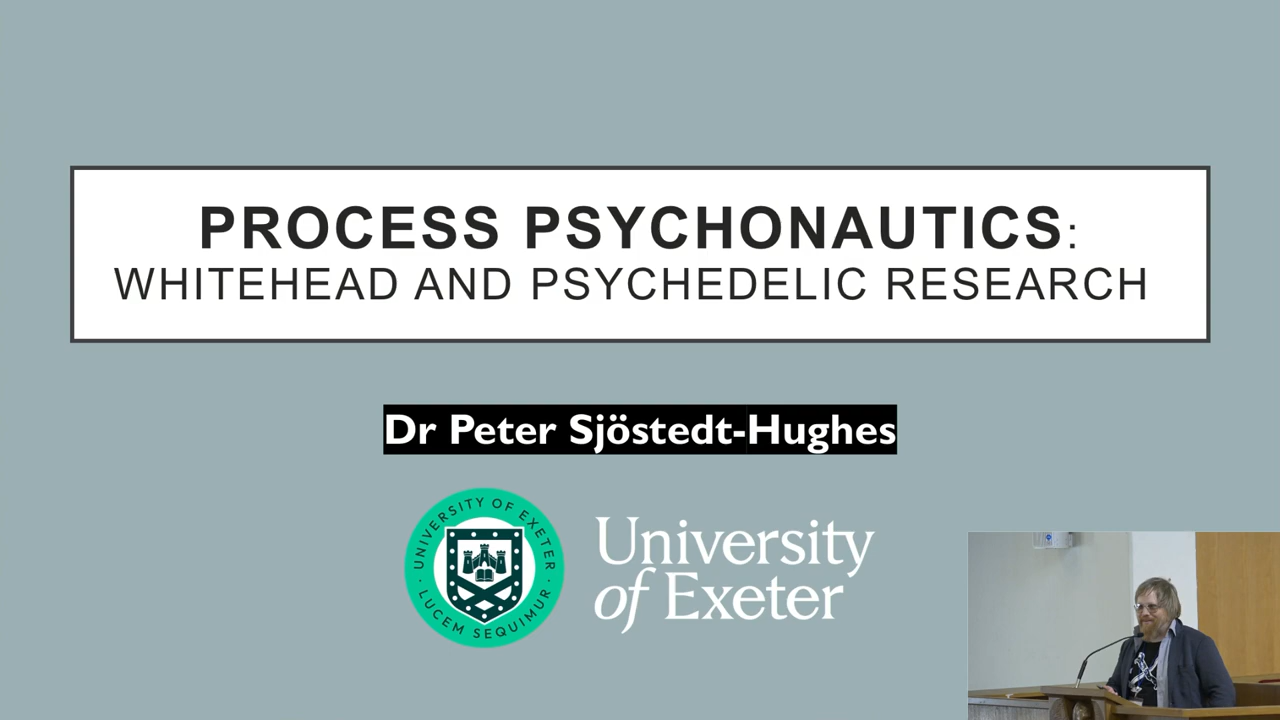 PROCESS PSYCHONAUTICS:
WHITEHEAD AND PSYCHEDELIC RESEARCH
Dr Peter Sjöstedt-Hughes
UNIVERSITY OF EXETER
LUCEM SEQUIMUR
University
of Exeter